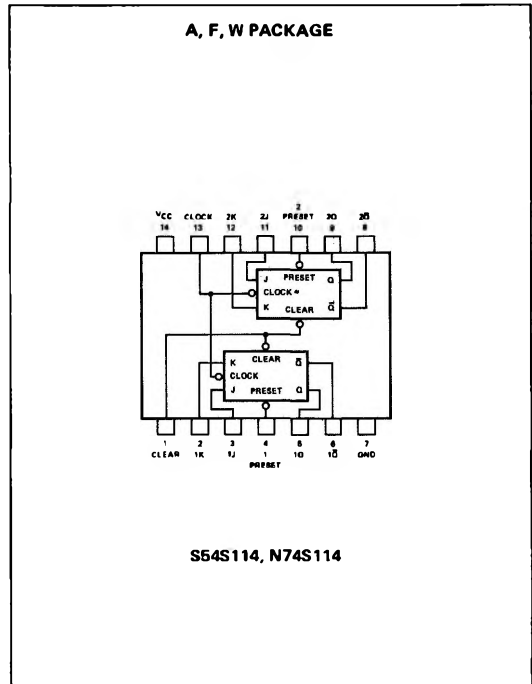 A, F, W PACKAGE
2
VCC CLOCK 2K 2J PRESET 2Q 2Q̅
14 13 12 11 10 9 8
J PRESET Q
CLOCK
K CLEAR Q̅
K CLEAR Q̅
CLOCK
J PRESET Q
1 2 3 4 5 6 7
CLEAR 1K 1J 1 1Q 1Q̅ GND
PRESET
S54S114, N74S114